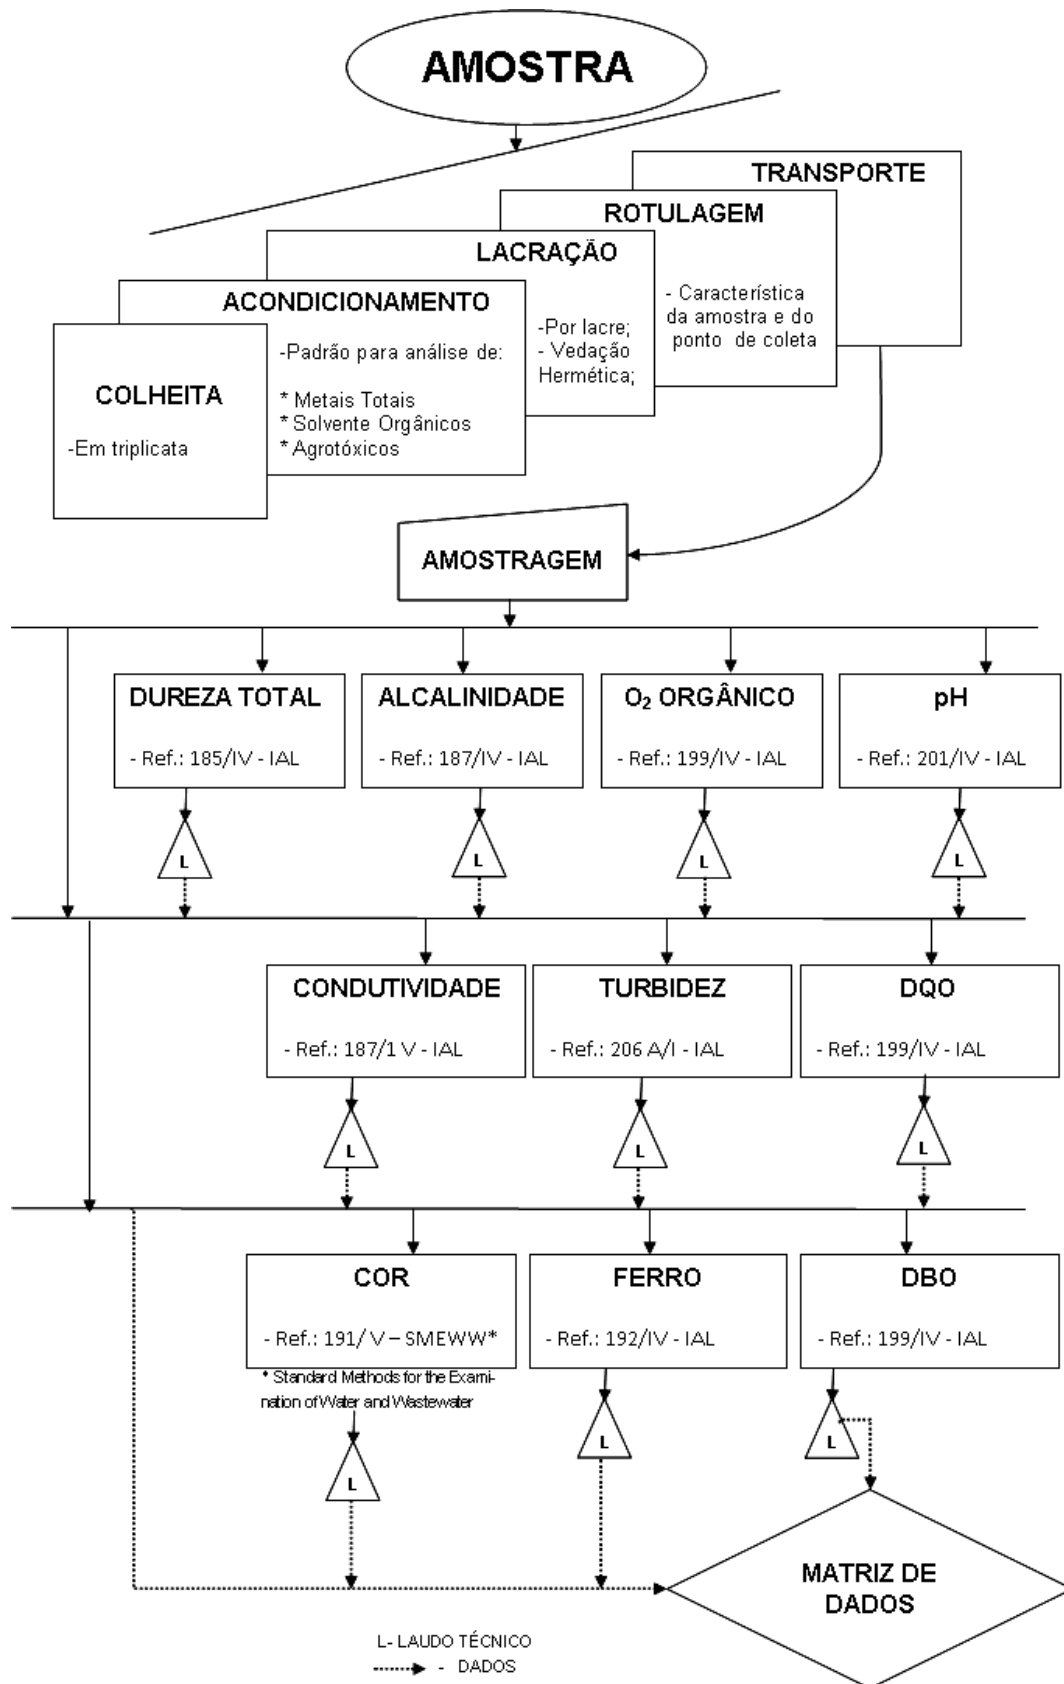 AMOSTRA
TRANSPORTE
ROTULAGEM
- Característica
da amostra e do
ponto de coleta
LACRAÇÃO
-Por lacre;
- Vedação
Hermética;
ACONDICIONAMENTO
-Padrão para análise de:
* Metais Totais
* Solvente Orgânicos
* Agrotóxicos
COLHEITA
-Em triplicata
AMOSTRAGEM
DUREZA TOTAL
- Ref.: 185/IV - IAL
L
ALCALINIDADE
- Ref.: 187/IV - IAL
L
O₂ ORGÂNICO
- Ref.: 199/IV - IAL
L
pH
- Ref.: 201/IV - IAL
L
CONDUTIVIDADE
- Ref.: 187/1 V - IAL
L
TURBIDEZ
- Ref.: 206 A/I - IAL
L
DQO
- Ref.: 199/IV - IAL
L
COR
- Ref.: 191/ V – SMEWW*
* Standard Methods for the Exami-
nation of Water and Wastewater
L
FERRO
- Ref.: 192/IV - IAL
L
DBO
- Ref.: 199/IV - IAL
L
MATRIZ DE
DADOS
L- LAUDO TÉCNICO
- DADOS